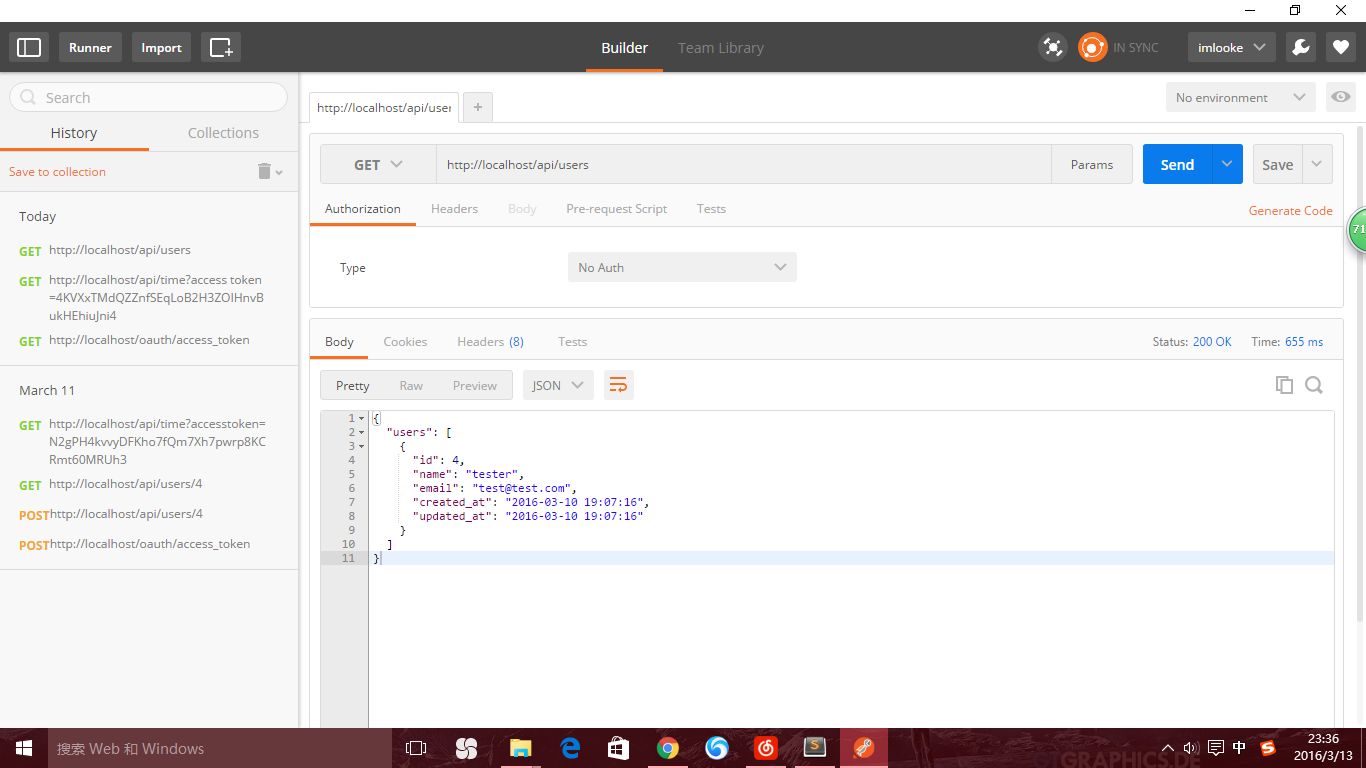 Runner
Import
Builder
Team Library
IN SYNC
imlooke
Search
History
Collections
Save to collection
Today
GET http://localhost/api/users
GET http://localhost/api/time?access token
=4KVXxTMdQZZnfSEqLoB2H3ZOIHnvB
ukHEhiuJni4
GET http://localhost/oauth/access_token
March 11
GET http://localhost/api/time?accesstoken=
N2gPH4kvvyDFKho7fQm7Xh7pwrp8KC
Rmt60MRUh3
GET http://localhost/api/users/4
POST http://localhost/api/users/4
POST http://localhost/oauth/access_token
http://localhost/api/user
+
No environment
GET
http://localhost/api/users
Params
Send
Save
Authorization
Headers
Body
Pre-request Script
Tests
Generate Code
71
Type
No Auth
Body
Cookies
Headers (8)
Tests
Status: 200 OK
Time: 655 ms
Pretty
Raw
Preview
JSON
1 {
2 "users": [
3 {
4 "id": 4,
5 "name": "tester",
6 "email": "test@test.com",
7 "created_at": "2016-03-10 19:07:16",
8 "updated_at": "2016-03-10 19:07:16"
9 }
10 ]
11 }
搜索 Web 和 Windows
中
GRAPHICS.DE
23:36
2016/3/13